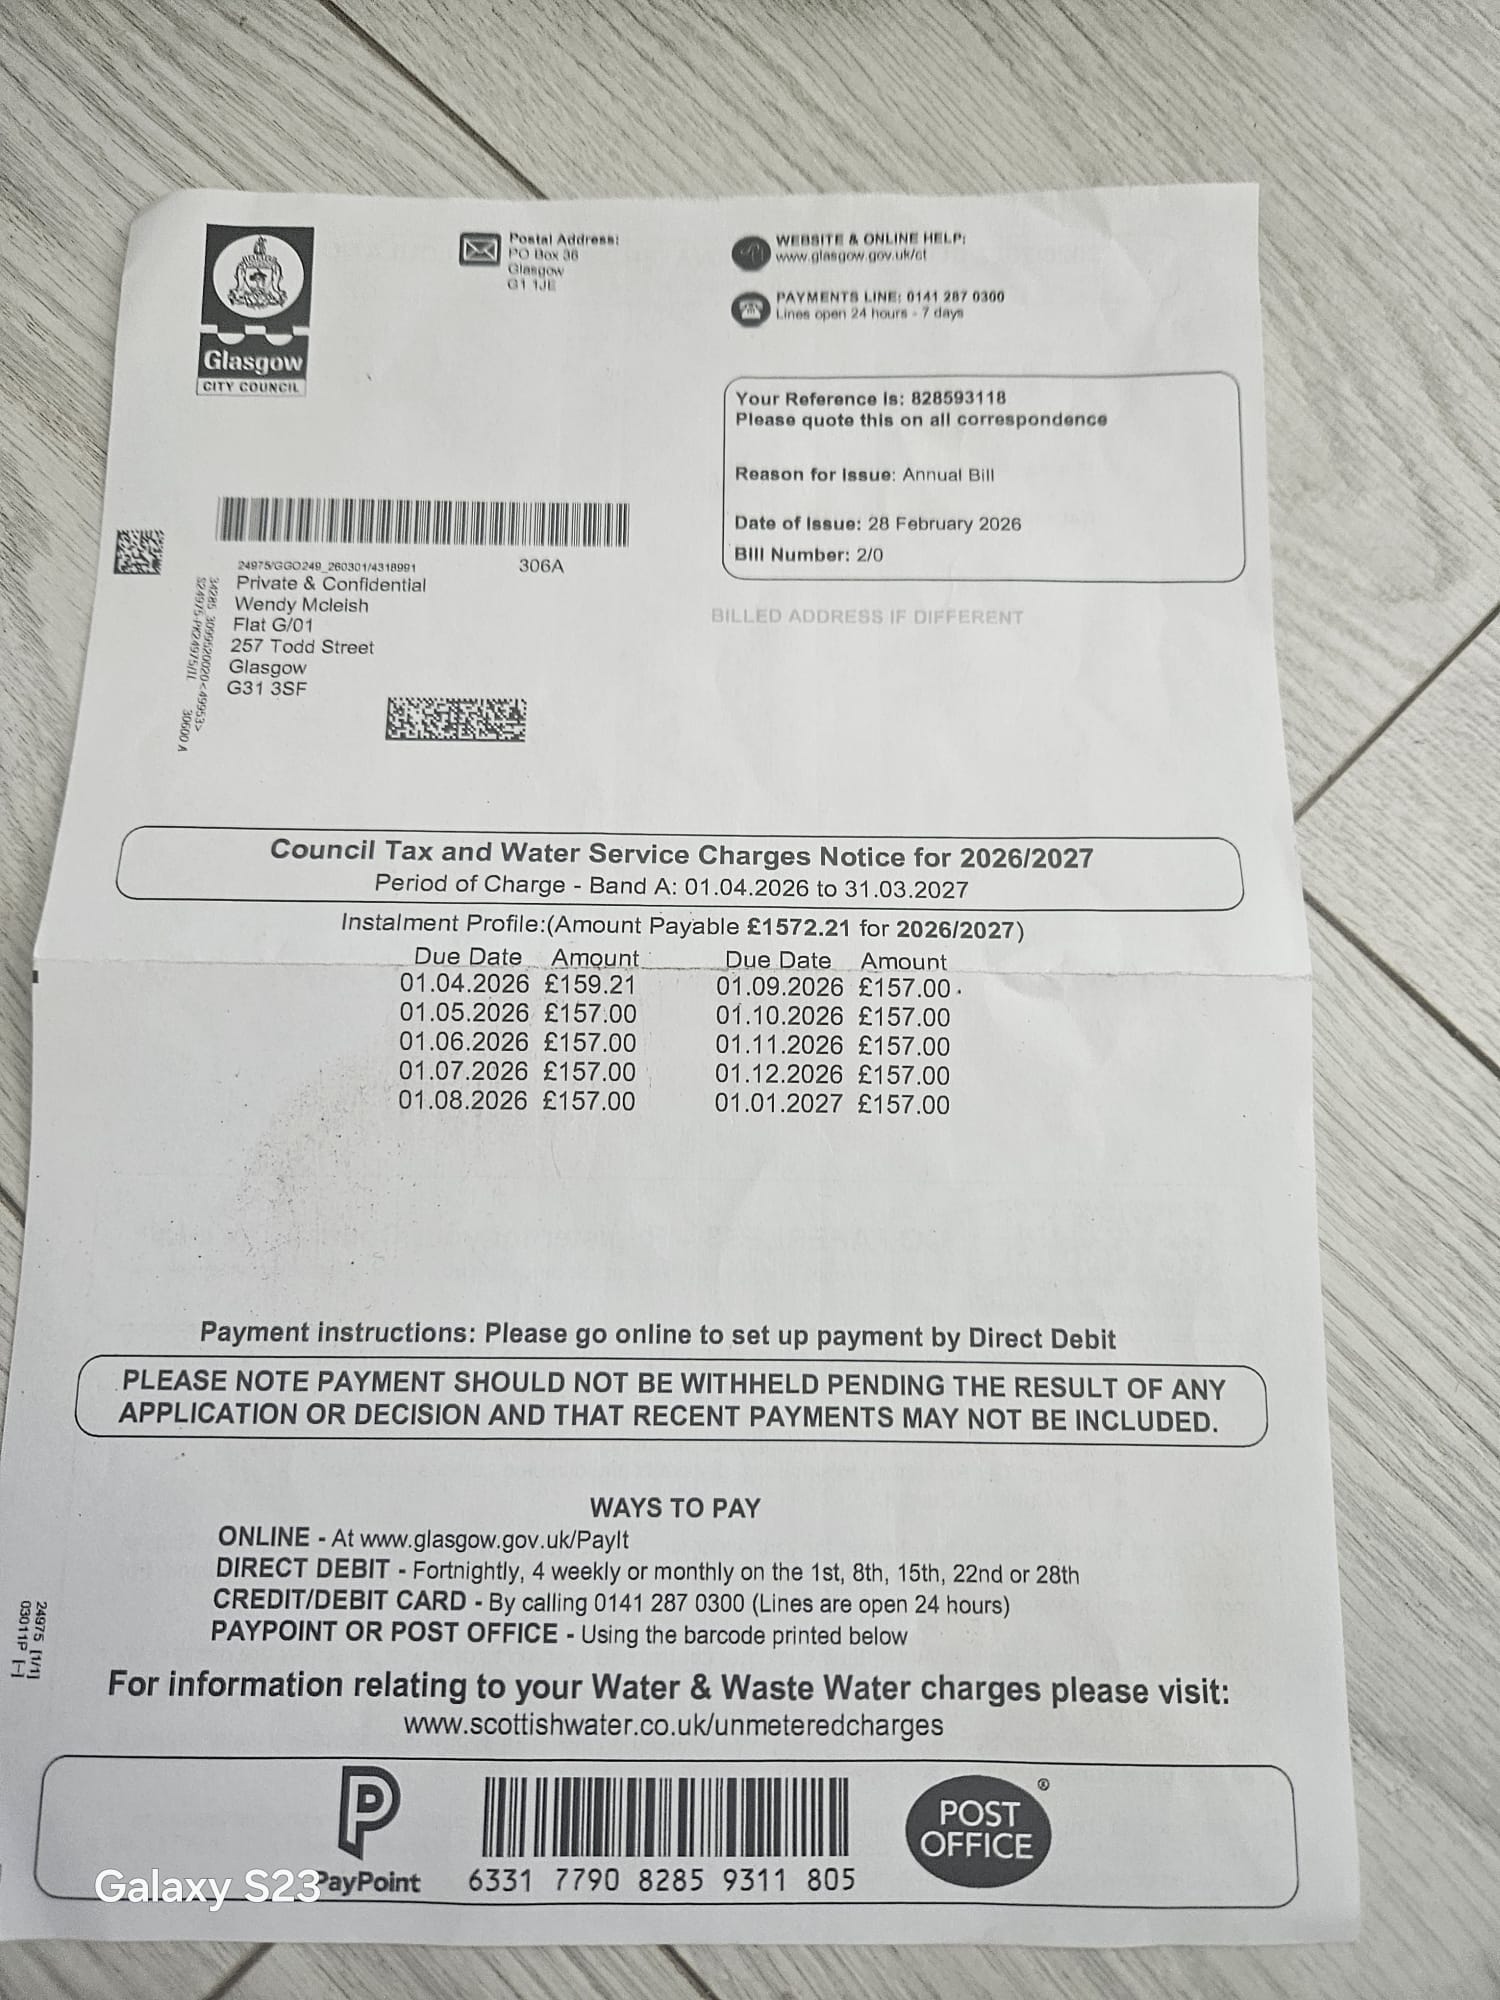 Glasgow
CITY COUNCIL
Postal Address:
PO Box 36
Glasgow
G1 1JE
WEBSITE & ONLINE HELP:
www.glasgow.gov.uk/ct
PAYMENTS LINE: 0141 287 0300
Lines open 24 hours - 7 days
Your Reference Is: 828593118
Please quote this on all correspondence
Reason for Issue: Annual Bill
Date of Issue: 28 February 2026
Bill Number: 2/0
BILLED ADDRESS IF DIFFERENT
24975/GGO249_260301/4318991
306A
Private & Confidential
Wendy Mcleish
Flat G/01
257 Todd Street
Glasgow
G31 3SF
30600 A
Council Tax and Water Service Charges Notice for 2026/2027
Period of Charge - Band A: 01.04.2026 to 31.03.2027
Instalment Profile:(Amount Payable £1572.21 for 2026/2027)
Due Date Amount Due Date Amount
01.04.2026 £159.21 01.09.2026 £157.00
01.05.2026 £157.00 01.10.2026 £157.00
01.06.2026 £157.00 01.11.2026 £157.00
01.07.2026 £157.00 01.12.2026 £157.00
01.08.2026 £157.00 01.01.2027 £157.00
Payment instructions: Please go online to set up payment by Direct Debit
PLEASE NOTE PAYMENT SHOULD NOT BE WITHHELD PENDING THE RESULT OF ANY
APPLICATION OR DECISION AND THAT RECENT PAYMENTS MAY NOT BE INCLUDED.
WAYS TO PAY
ONLINE - At www.glasgow.gov.uk/PayIt
DIRECT DEBIT - Fortnightly, 4 weekly or monthly on the 1st, 8th, 15th, 22nd or 28th
CREDIT/DEBIT CARD - By calling 0141 287 0300 (Lines are open 24 hours)
PAYPOINT OR POST OFFICE - Using the barcode printed below
24975 [1/1]
03011P [-]
For information relating to your Water & Waste Water charges please visit:
www.scottishwater.co.uk/unmeteredcharges
PayPoint
6331 7790 8285 9311 805
POST
OFFICE
®
Galaxy S23